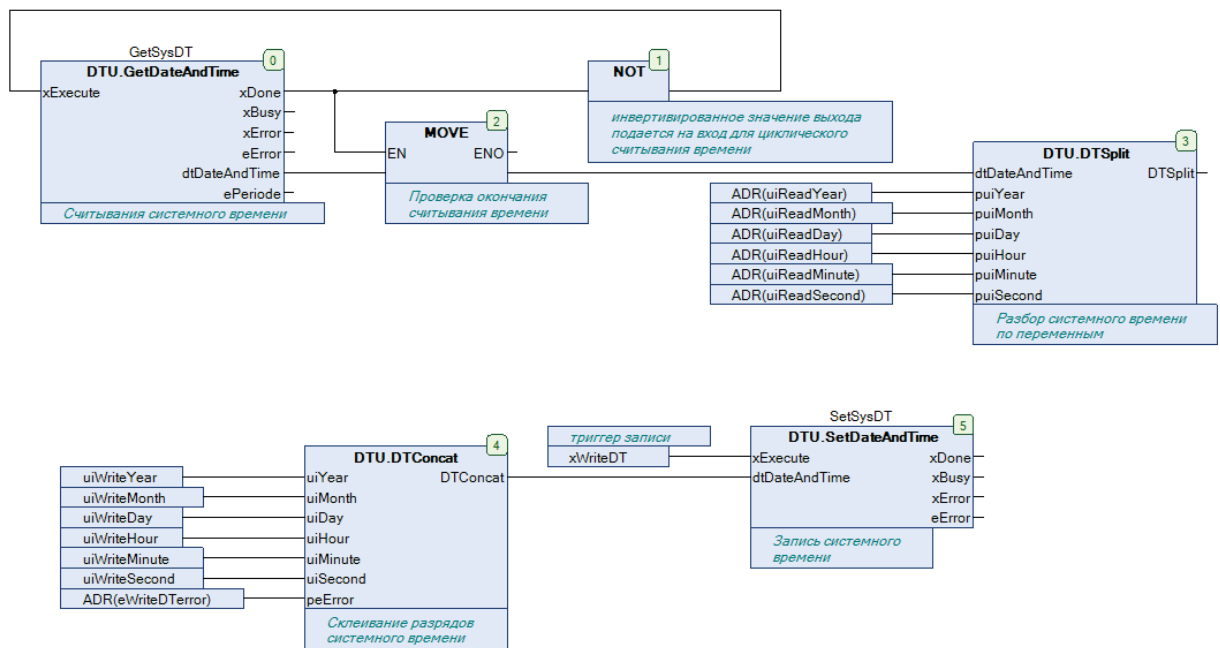 GetSysDT
0
DTU.GetDateAndTime
xExecute
xDone
xBusy
xError
eError
dtDateAndTime
ePeriode
Считывания системного времени
1
NOT
инвертивированное значение выхода
подается на вход для циклического
считывания времени
2
MOVE
EN
ENO
Проверка окончания
считывания времени
3
DTU.DTSplit
dtDateAndTime
DTSplit
ADR(uiReadYear)
puiYear
ADR(uiReadMonth)
puiMonth
ADR(uiReadDay)
puiDay
ADR(uiReadHour)
puiHour
ADR(uiReadMinute)
puiMinute
ADR(uiReadSecond)
puiSecond
Разбор системного времени
по переменным
4
DTU.DTConcat
uiWriteYear
uiYear
DTConcat
uiWriteMonth
uiMonth
uiWriteDay
uiDay
uiWriteHour
uiHour
uiWriteMinute
uiMinute
uiWriteSecond
uiSecond
ADR(eWriteDTerror)
peError
Склеивание разрядов
системного времени
SetSysDT
5
DTU.SetDateAndTime
триггер записи
xWriteDT
xExecute
xDone
dtDateAndTime
xBusy
xError
eError
Запись системного
времени